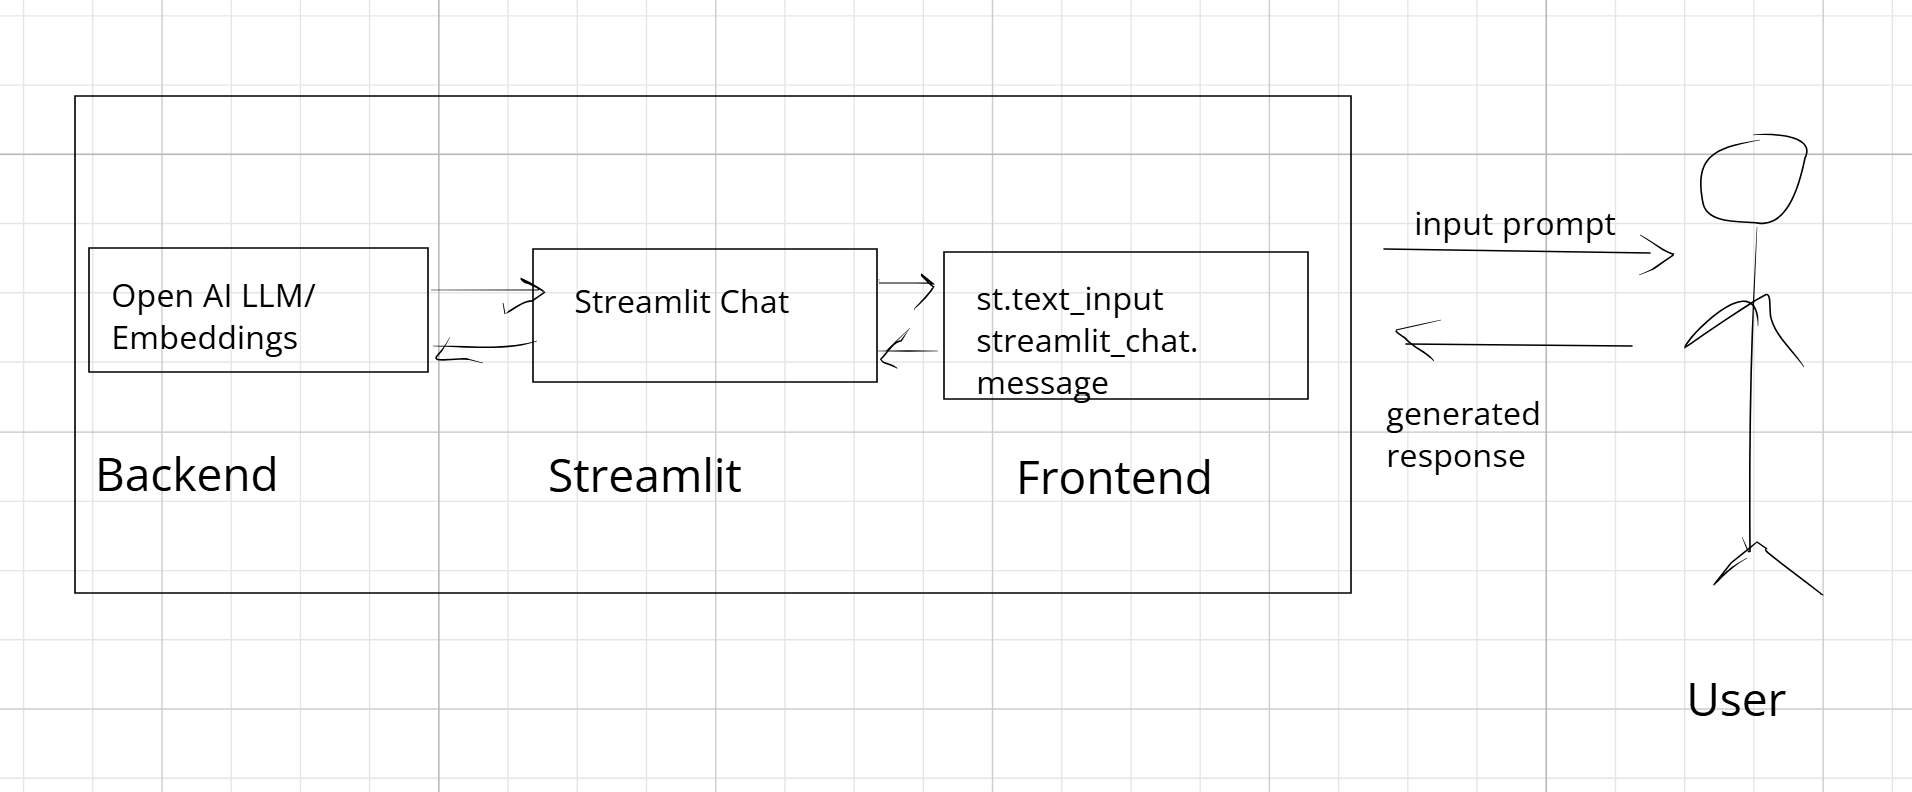 input prompt
Open AI LLM/
Embeddings
Streamlit Chat
st.text_input
streamlit_chat.
message
generated
response
Backend
Streamlit
Frontend
User